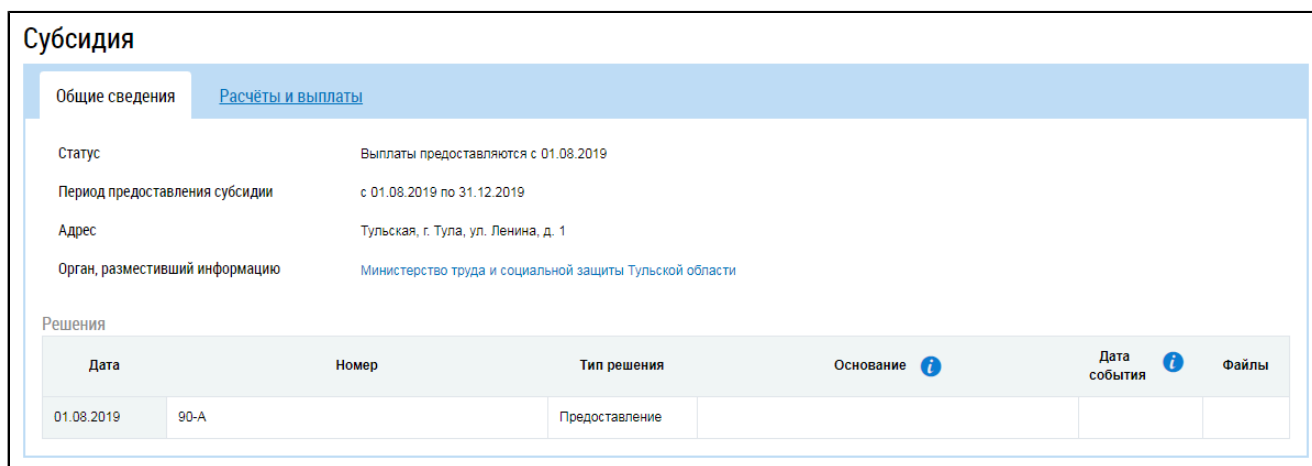 Субсидия
Общие сведения Расчёты и выплаты
Статус Выплаты предоставляются с 01.08.2019
Период предоставления субсидии с 01.08.2019 по 31.12.2019
Адрес Тульская, г. Тула, ул. Ленина, д. 1
Орган, разместивший информацию Министерство труда и социальной защиты Тульской области
Решения
Дата Номер Тип решения Основание i Дата события i Файлы
01.08.2019 90-А Предоставление